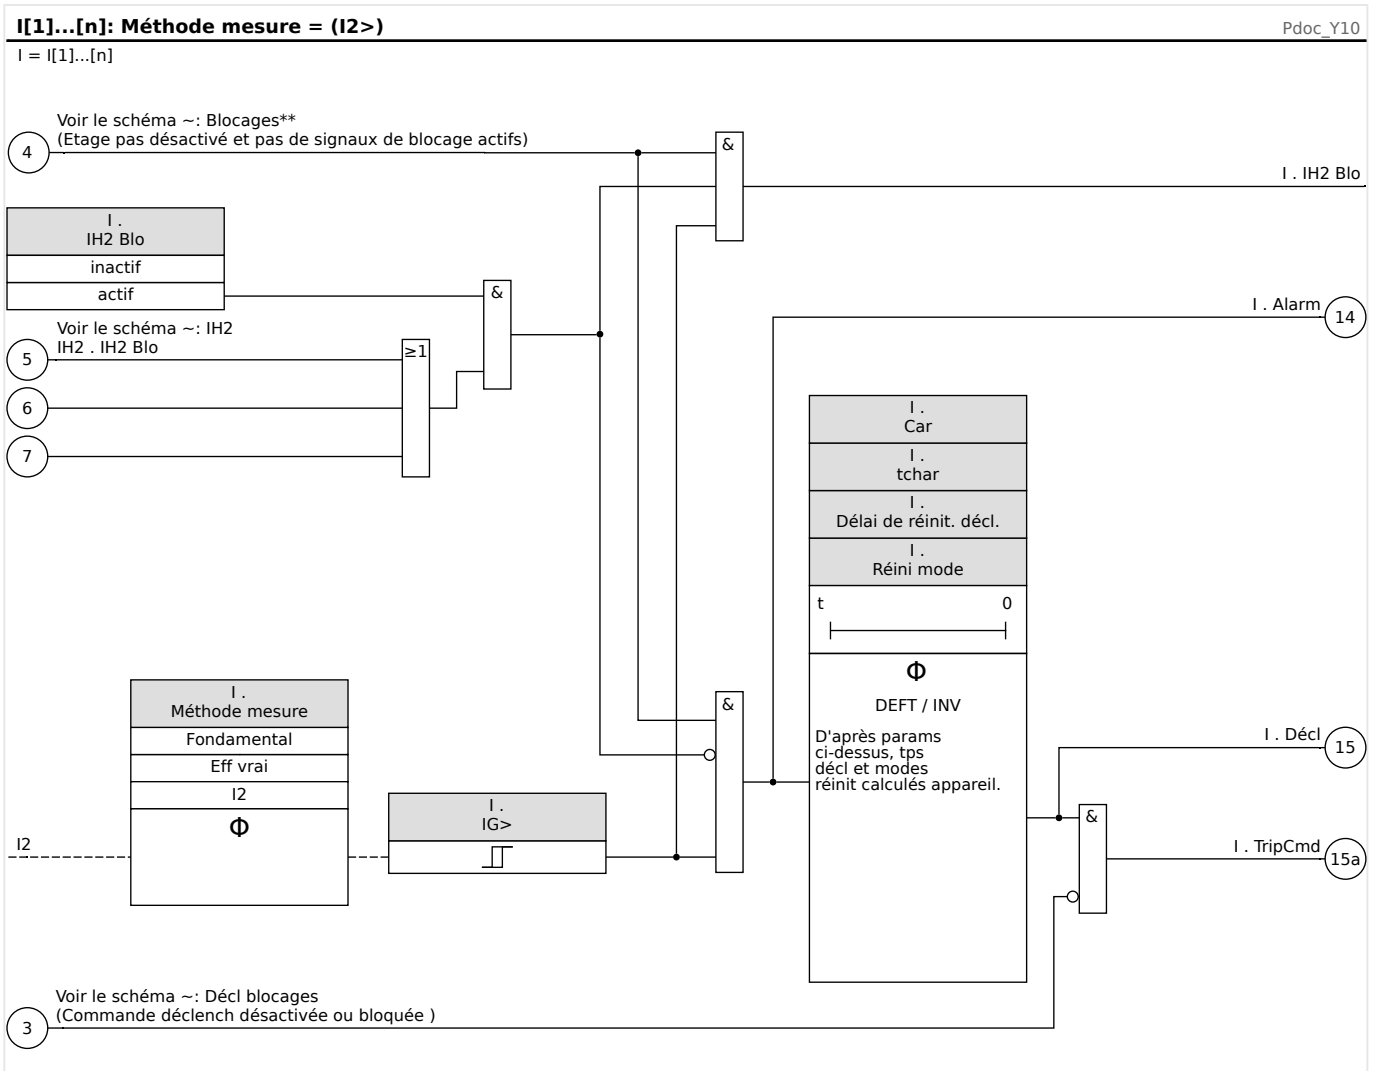 I[1]...[n]: Méthode mesure = (I2>)
Pdoc_Y10
I = I[1]...[n]
Voir le schéma ~: Blocages**
(Etage pas désactivé et pas de signaux de blocage actifs)
4
&
I . IH2 Blo
I .
IH2 Blo
inactif
actif
&
I . Alarm
14
Voir le schéma ~: IH2
IH2 . IH2 Blo
5
≥1
6
7
I .
Car
I .
tchar
I .
Délai de réinit. décl.
I .
Réini mode
t 0
Φ
DEFT / INV
D'après params
ci-dessus, tps
décl et modes
réinit calculés appareil.
I .
Méthode mesure
Fondamental
Eff vrai
I2
Φ
I2
I .
IG>
&
I . Décl
15
&
I . TripCmd
15a
Voir le schéma ~: Décl blocages
(Commande déclench désactivée ou bloquée )
3